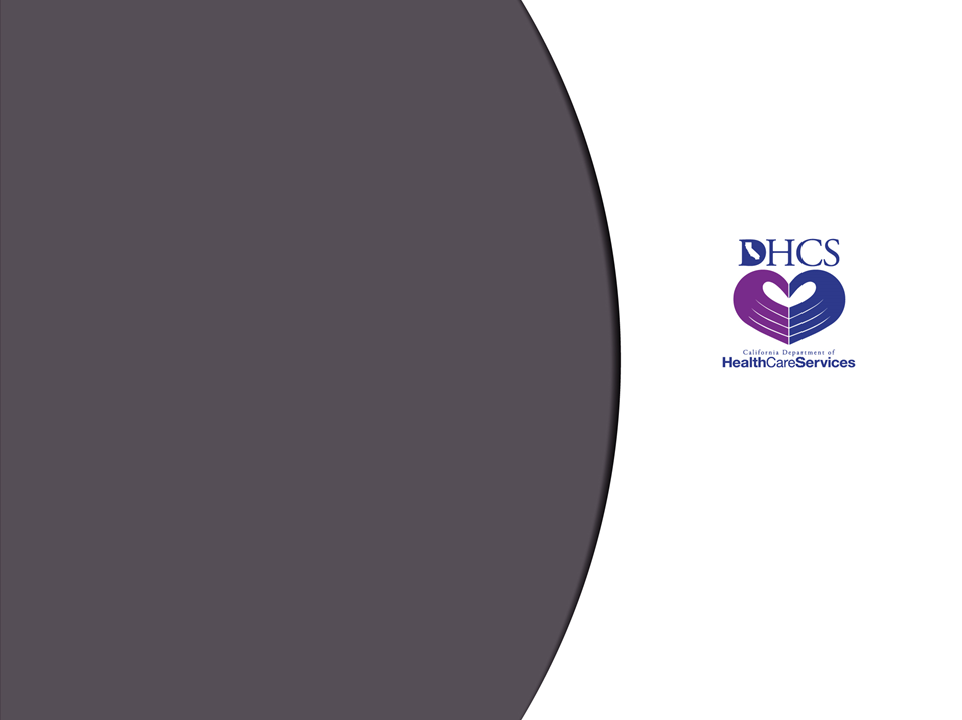 DHCS
California Department of
HealthCareServices